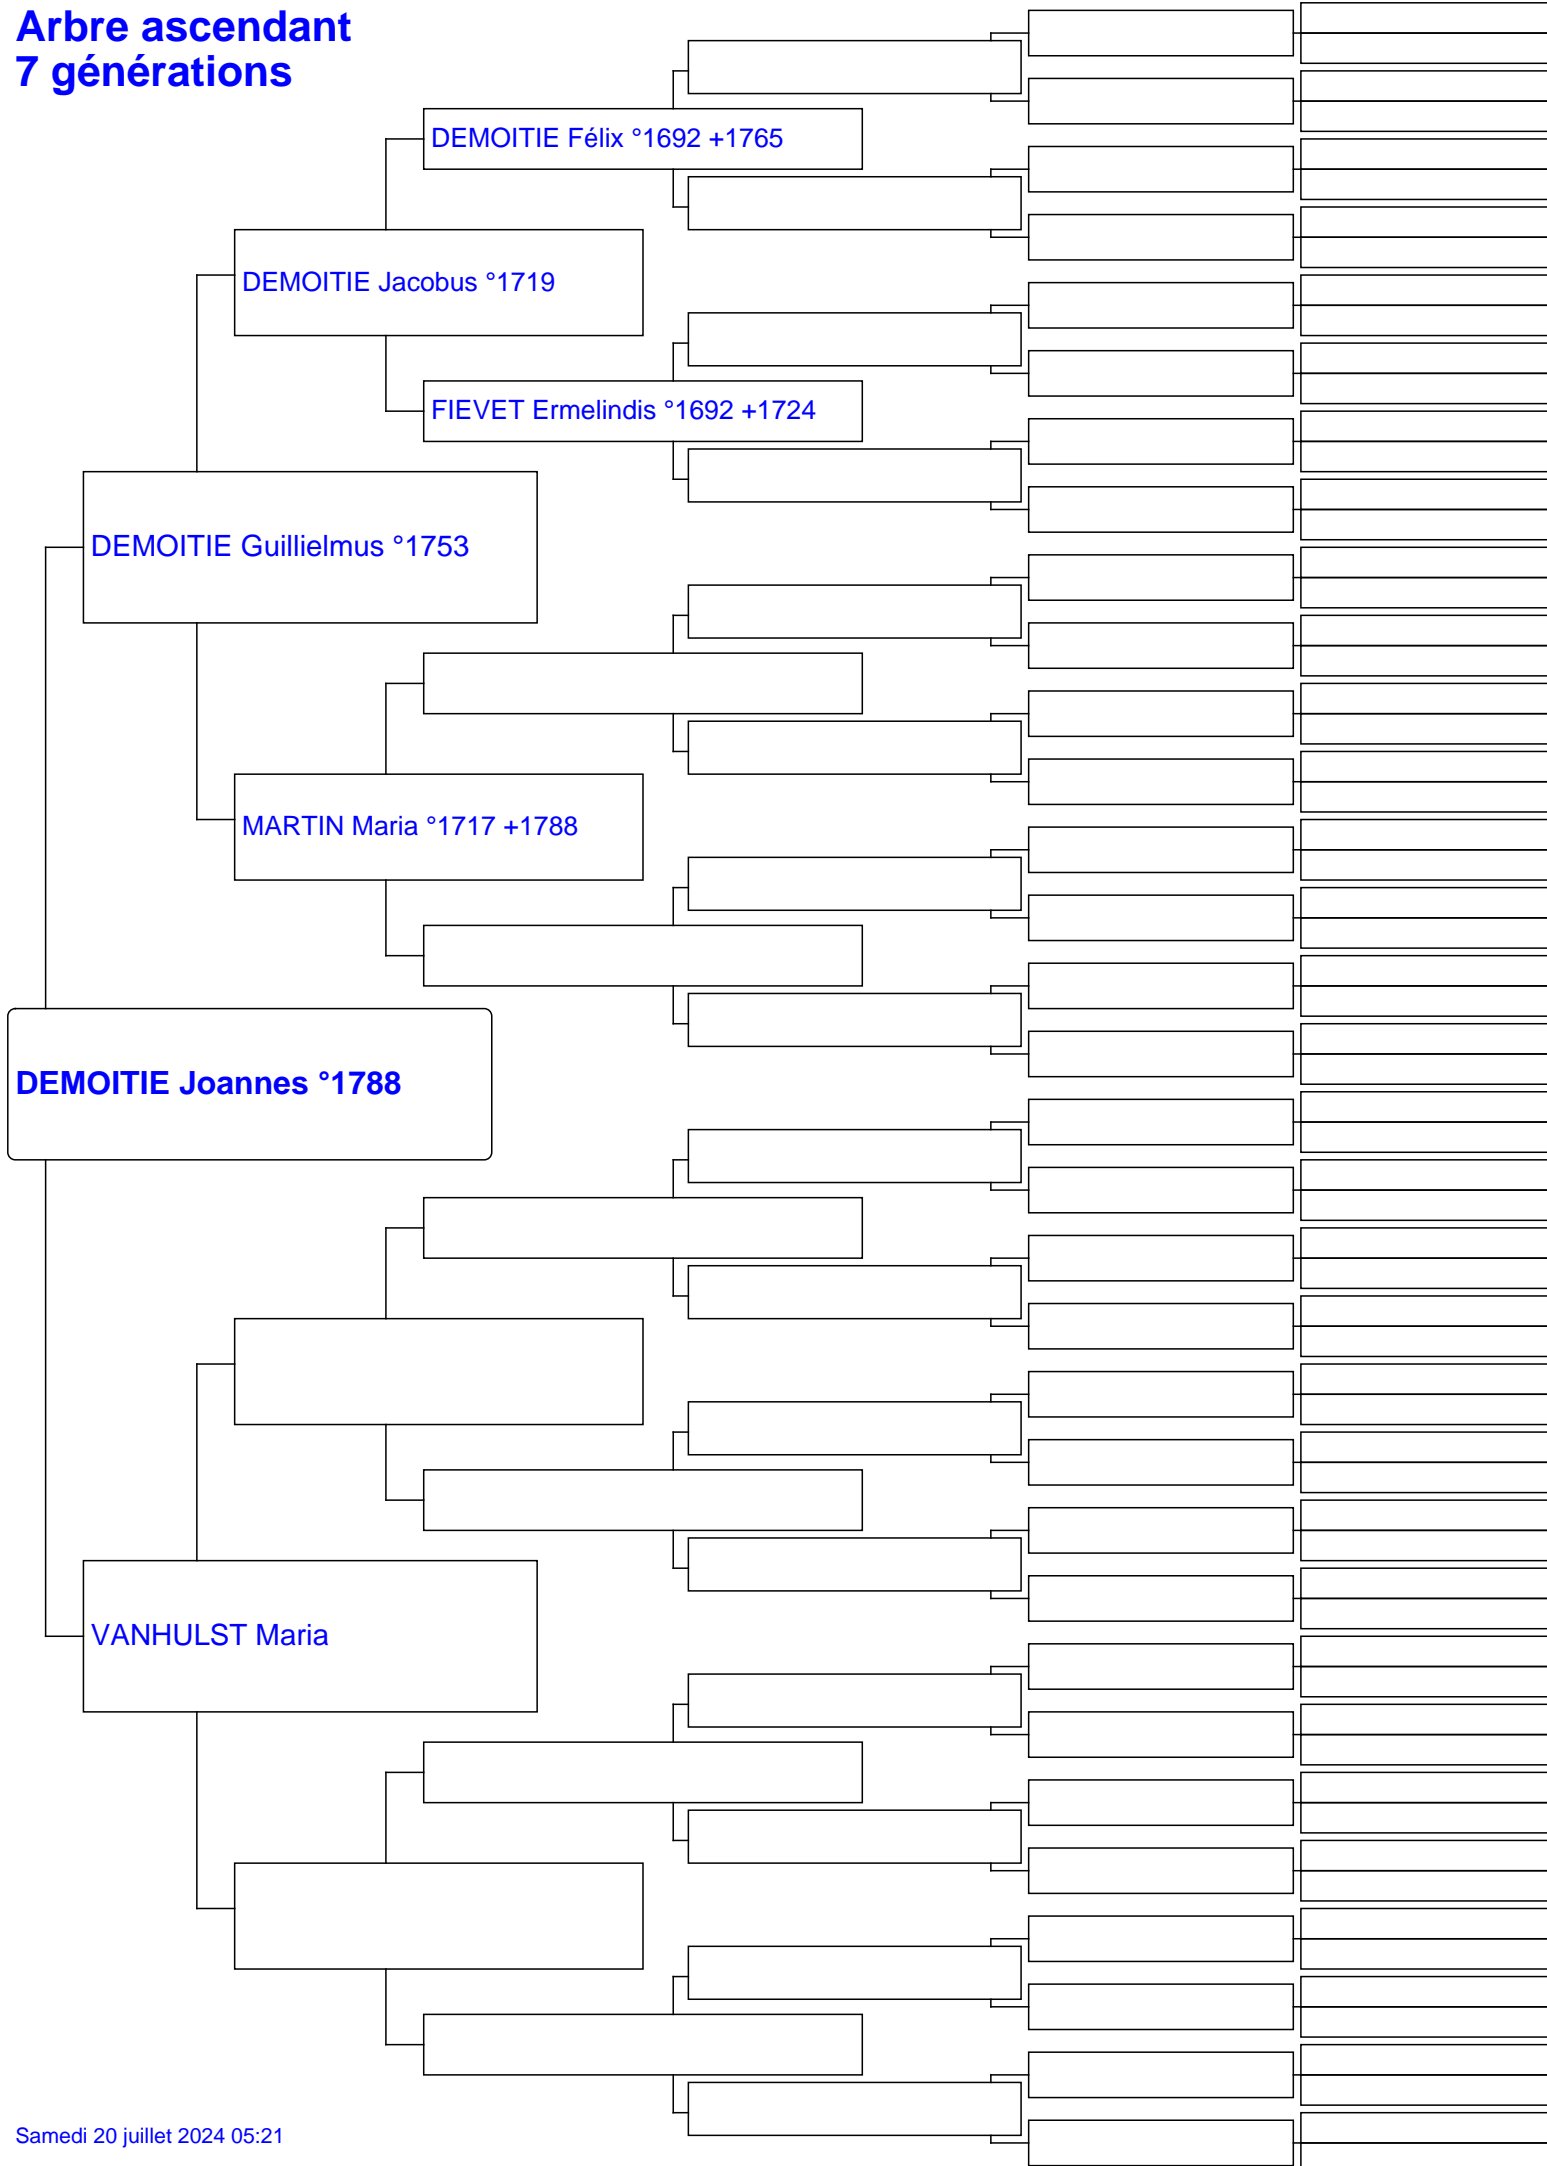 Arbre ascendant
7 générations
DEMOITIE Félix °1692 +1765
DEMOITIE Jacobus °1719
FIEVET Ermelindis °1692 +1724
DEMOITIE Guillielmus °1753
MARTIN Maria °1717 +1788
DEMOITIE Joannes °1788
VANHULST Maria
Samedi 20 juillet 2024 05:21